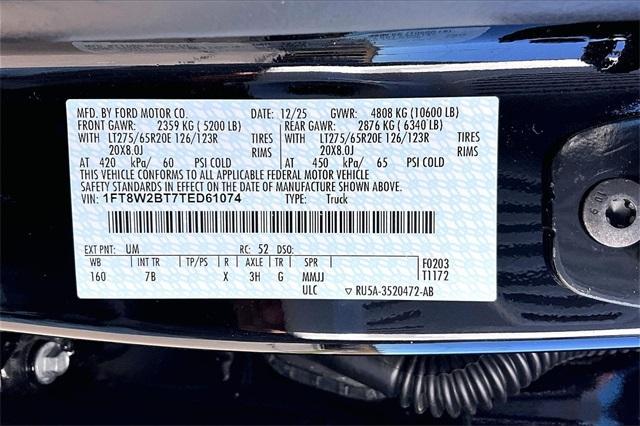 MFD. BY FORD MOTOR CO. DATE: 12/25 GVWR: 4808 KG (10600 LB)
FRONT GAWR: 2359 KG ( 5200 LB) REAR GAWR: 2876 KG ( 6340 LB)
WITH LT275/65R20E 126/123R TIRES WITH LT275/65R20E 126/123R TIRES
20X8.0J RIMS 20X8.0J RIMS
AT 420 kPa/ 60 PSI COLD AT 450 kPa/ 65 PSI COLD
THIS VEHICLE CONFORMS TO ALL APPLICABLE FEDERAL MOTOR VEHICLE
SAFETY STANDARDS IN EFFECT ON THE DATE OF MANUFACTURE SHOWN ABOVE.
VIN: 1FT8W2BT7TED61074 TYPE: Truck
EXT PNT: UM RC: 52 DSO:
WB INT TR TP/PS R AXLE TR SPR F0203
160 7B X 3H G MMJJ T1172
ULC ▽ RU5A-3520472-AB